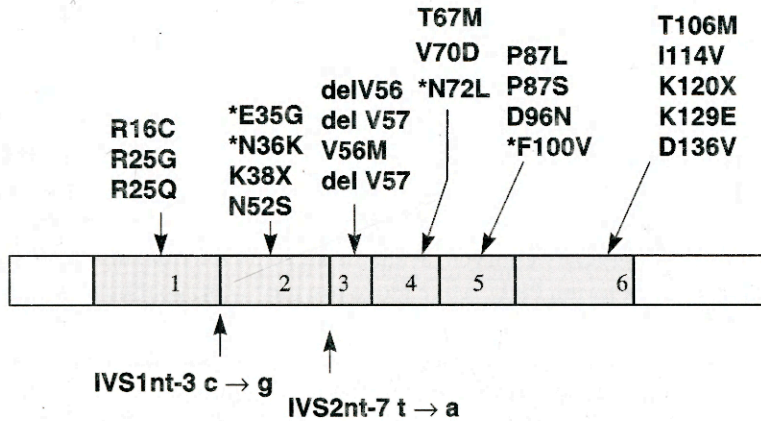 R16C
R25G
R25Q
*E35G
*N36K
K38X
N52S
delV56
del V57
V56M
del V57
T67M
V70D
*N72L
P87L
P87S
D96N
*F100V
T106M
I114V
K120X
K129E
D136V
1 2 3 4 5 6
IVS1nt-3 c → g
IVS2nt-7 t → a